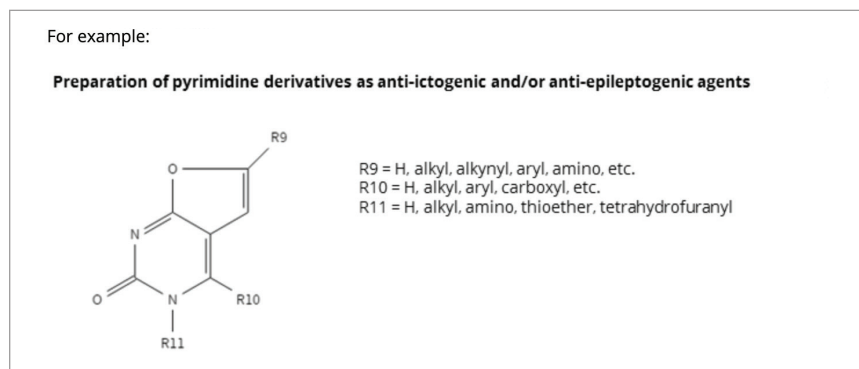 For example:
Preparation of pyrimidine derivatives as anti-ictogenic and/or anti-epileptogenic agents
R9
O
R9 = H, alkyl, alkynyl, aryl, amino, etc.
R10 = H, alkyl, aryl, carboxyl, etc.
R11 = H, alkyl, amino, thioether, tetrahydrofuranyl
N
O
N
R10
R11